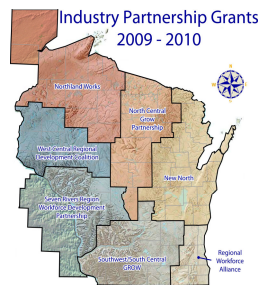 Industry Partnership Grants
2009 - 2010
Northland Works
North Central
Grow
Partnership
West Central Regional
Development Coalition
New North
Seven Rivers Region
Workforce Development
Partnership
Southwest/South Central
GROW
Regional
Workforce
Alliance